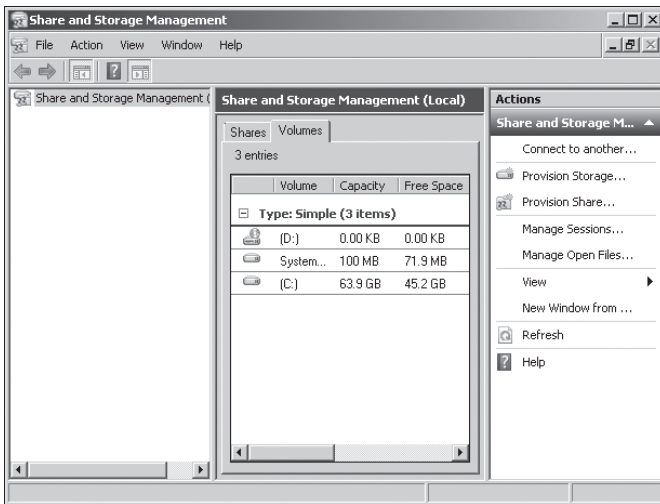 Share and Storage Management
File Action View Window Help
Share and Storage Management (
Share and Storage Management (Local)
Shares Volumes
3 entries
Volume Capacity Free Space
Type: Simple (3 items)
(D:) 0.00 KB 0.00 KB
System... 100 MB 71.9 MB
(C:) 63.9 GB 45.2 GB
Actions
Share and Storage M...
Connect to another...
Provision Storage...
Provision Share...
Manage Sessions...
Manage Open Files...
View
New Window from ...
Refresh
Help